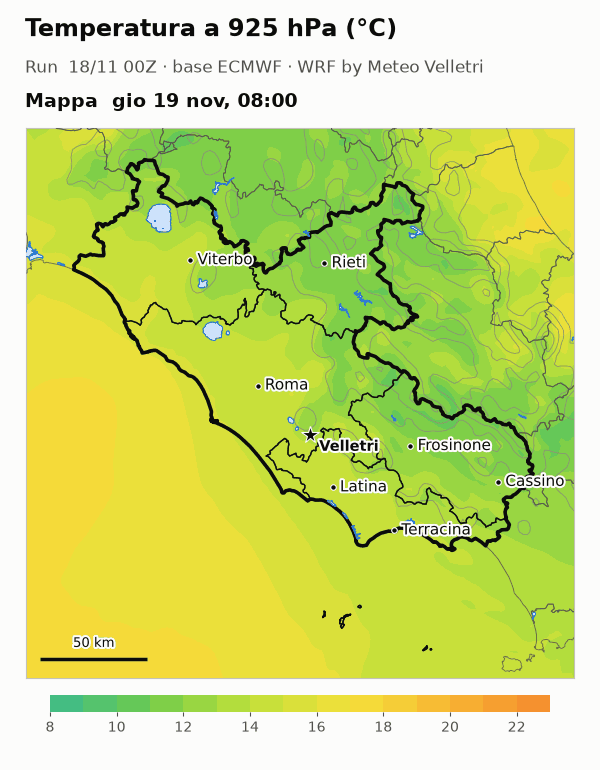 Temperatura a 925 hPa (°C)
Run  18/11 00Z · base ECMWF · WRF by Meteo Velletri
Mappa  gio 19 nov, 08:00
Viterbo
Rieti
Roma
Velletri
Frosinone
Latina
Cassino
Terracina
50 km
8 10 12 14 16 18 20 22